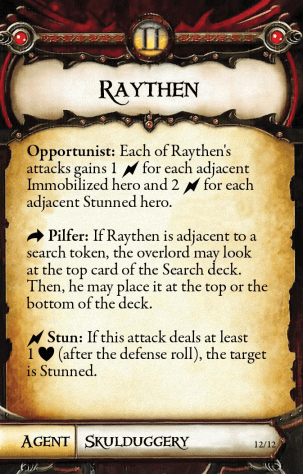 II
RAYTHEN
Opportunist: Each of Raythen's
attacks gains 1 for each adjacent
Immobilized hero and 2 for each
adjacent Stunned hero.
Pilfer: If Raythen is adjacent to a
search token, the overlord may look
at the top card of the Search deck.
Then, he may place it at the top or the
bottom of the deck.
Stun: If this attack deals at least
1 (after the defense roll), the target
is Stunned.
AGENT SKULDUGGERY 12/12